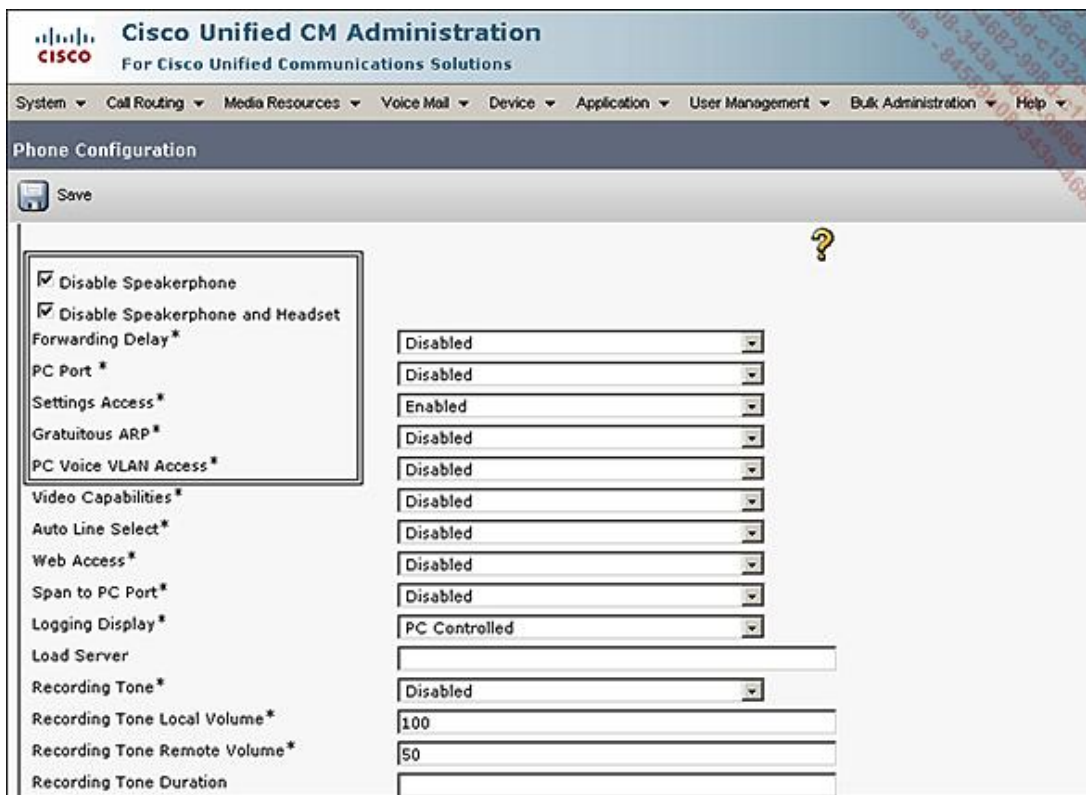 CISCO
Cisco Unified CM Administration
For Cisco Unified Communications Solutions
System Call Routing Media Resources Voice Mail Device Application User Management Bulk Administration Help
Phone Configuration
Save
?
Disable Speakerphone
Disable Speakerphone and Headset
Forwarding Delay* Disabled
PC Port * Disabled
Settings Access* Enabled
Gratuitous ARP* Disabled
PC Voice VLAN Access* Disabled
Video Capabilities* Disabled
Auto Line Select* Disabled
Web Access* Disabled
Span to PC Port* Disabled
Logging Display* PC Controlled
Load Server
Recording Tone* Disabled
Recording Tone Local Volume* 100
Recording Tone Remote Volume* 50
Recording Tone Duration